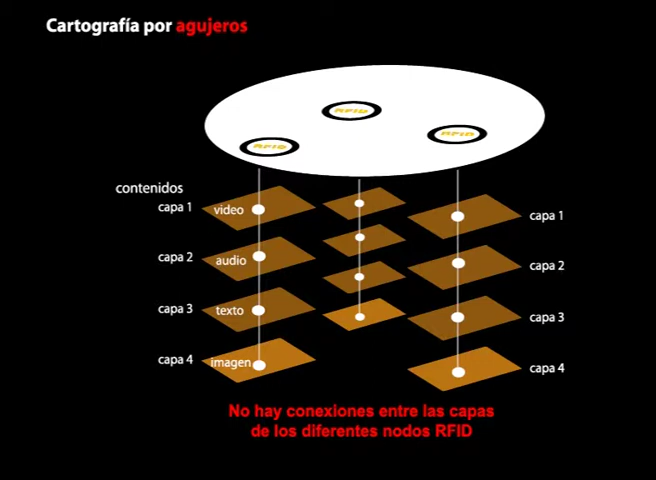 Cartografía por agujeros
RFID
RFID
RFID
contenidos
capa 1
video
capa 1
capa 2
audio
capa 2
capa 3
texto
capa 3
capa 4
imagen
capa 4
No hay conexiones entre las capas
de los diferentes nodos RFID